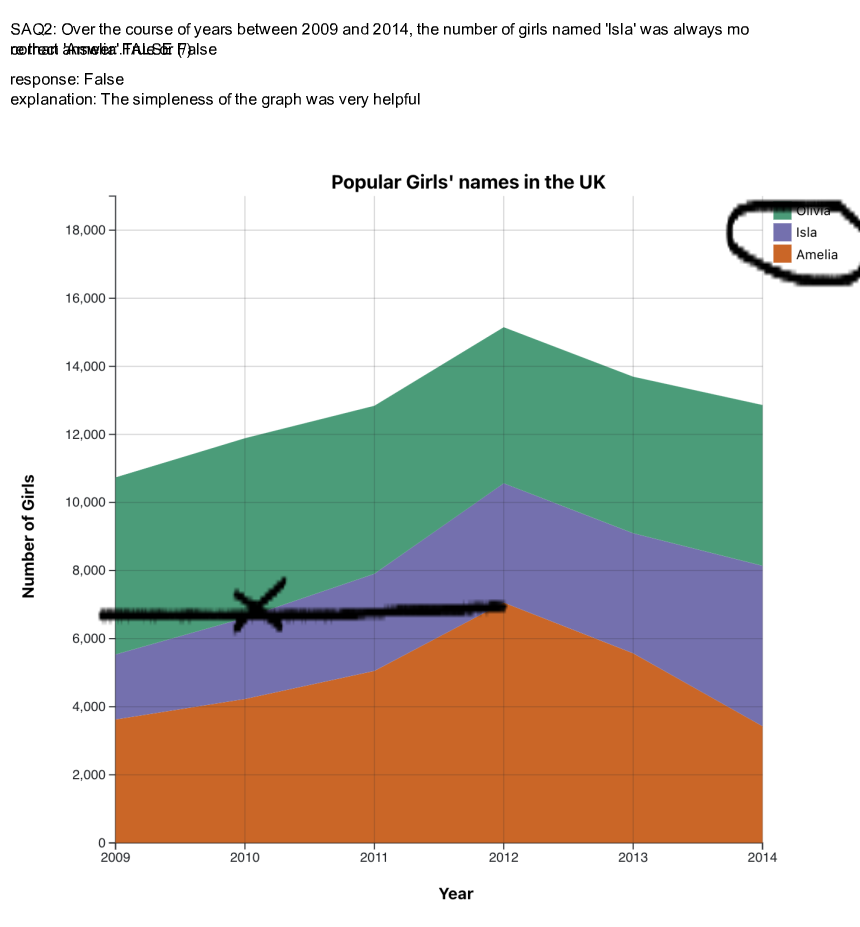 SAQ2: Over the course of years between 2009 and 2014, the number of girls named 'Isla' was always mo
response: False
explanation: The simpleness of the graph was very helpful
Popular Girls' names in the UK
Olivia
Isla
Amelia
18,000
16,000
14,000
12,000
10,000
8,000
6,000
4,000
2,000
0
Number of Girls
2009 2010 2011 2012 2013 2014
Year